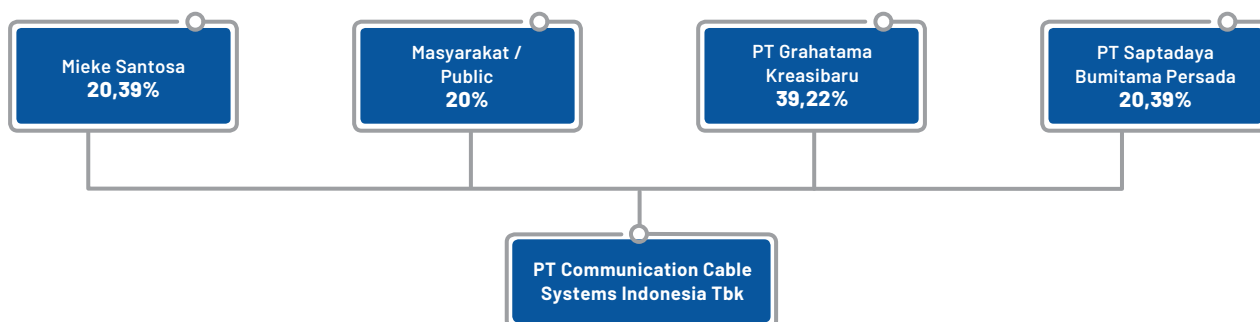 Mieke Santosa
20,39%
Masyarakat /
Public
20%
PT Grahatama
Kreasibaru
39,22%
PT Saptadaya
Bumitama Persada
20,39%
PT Communication Cable
Systems Indonesia Tbk